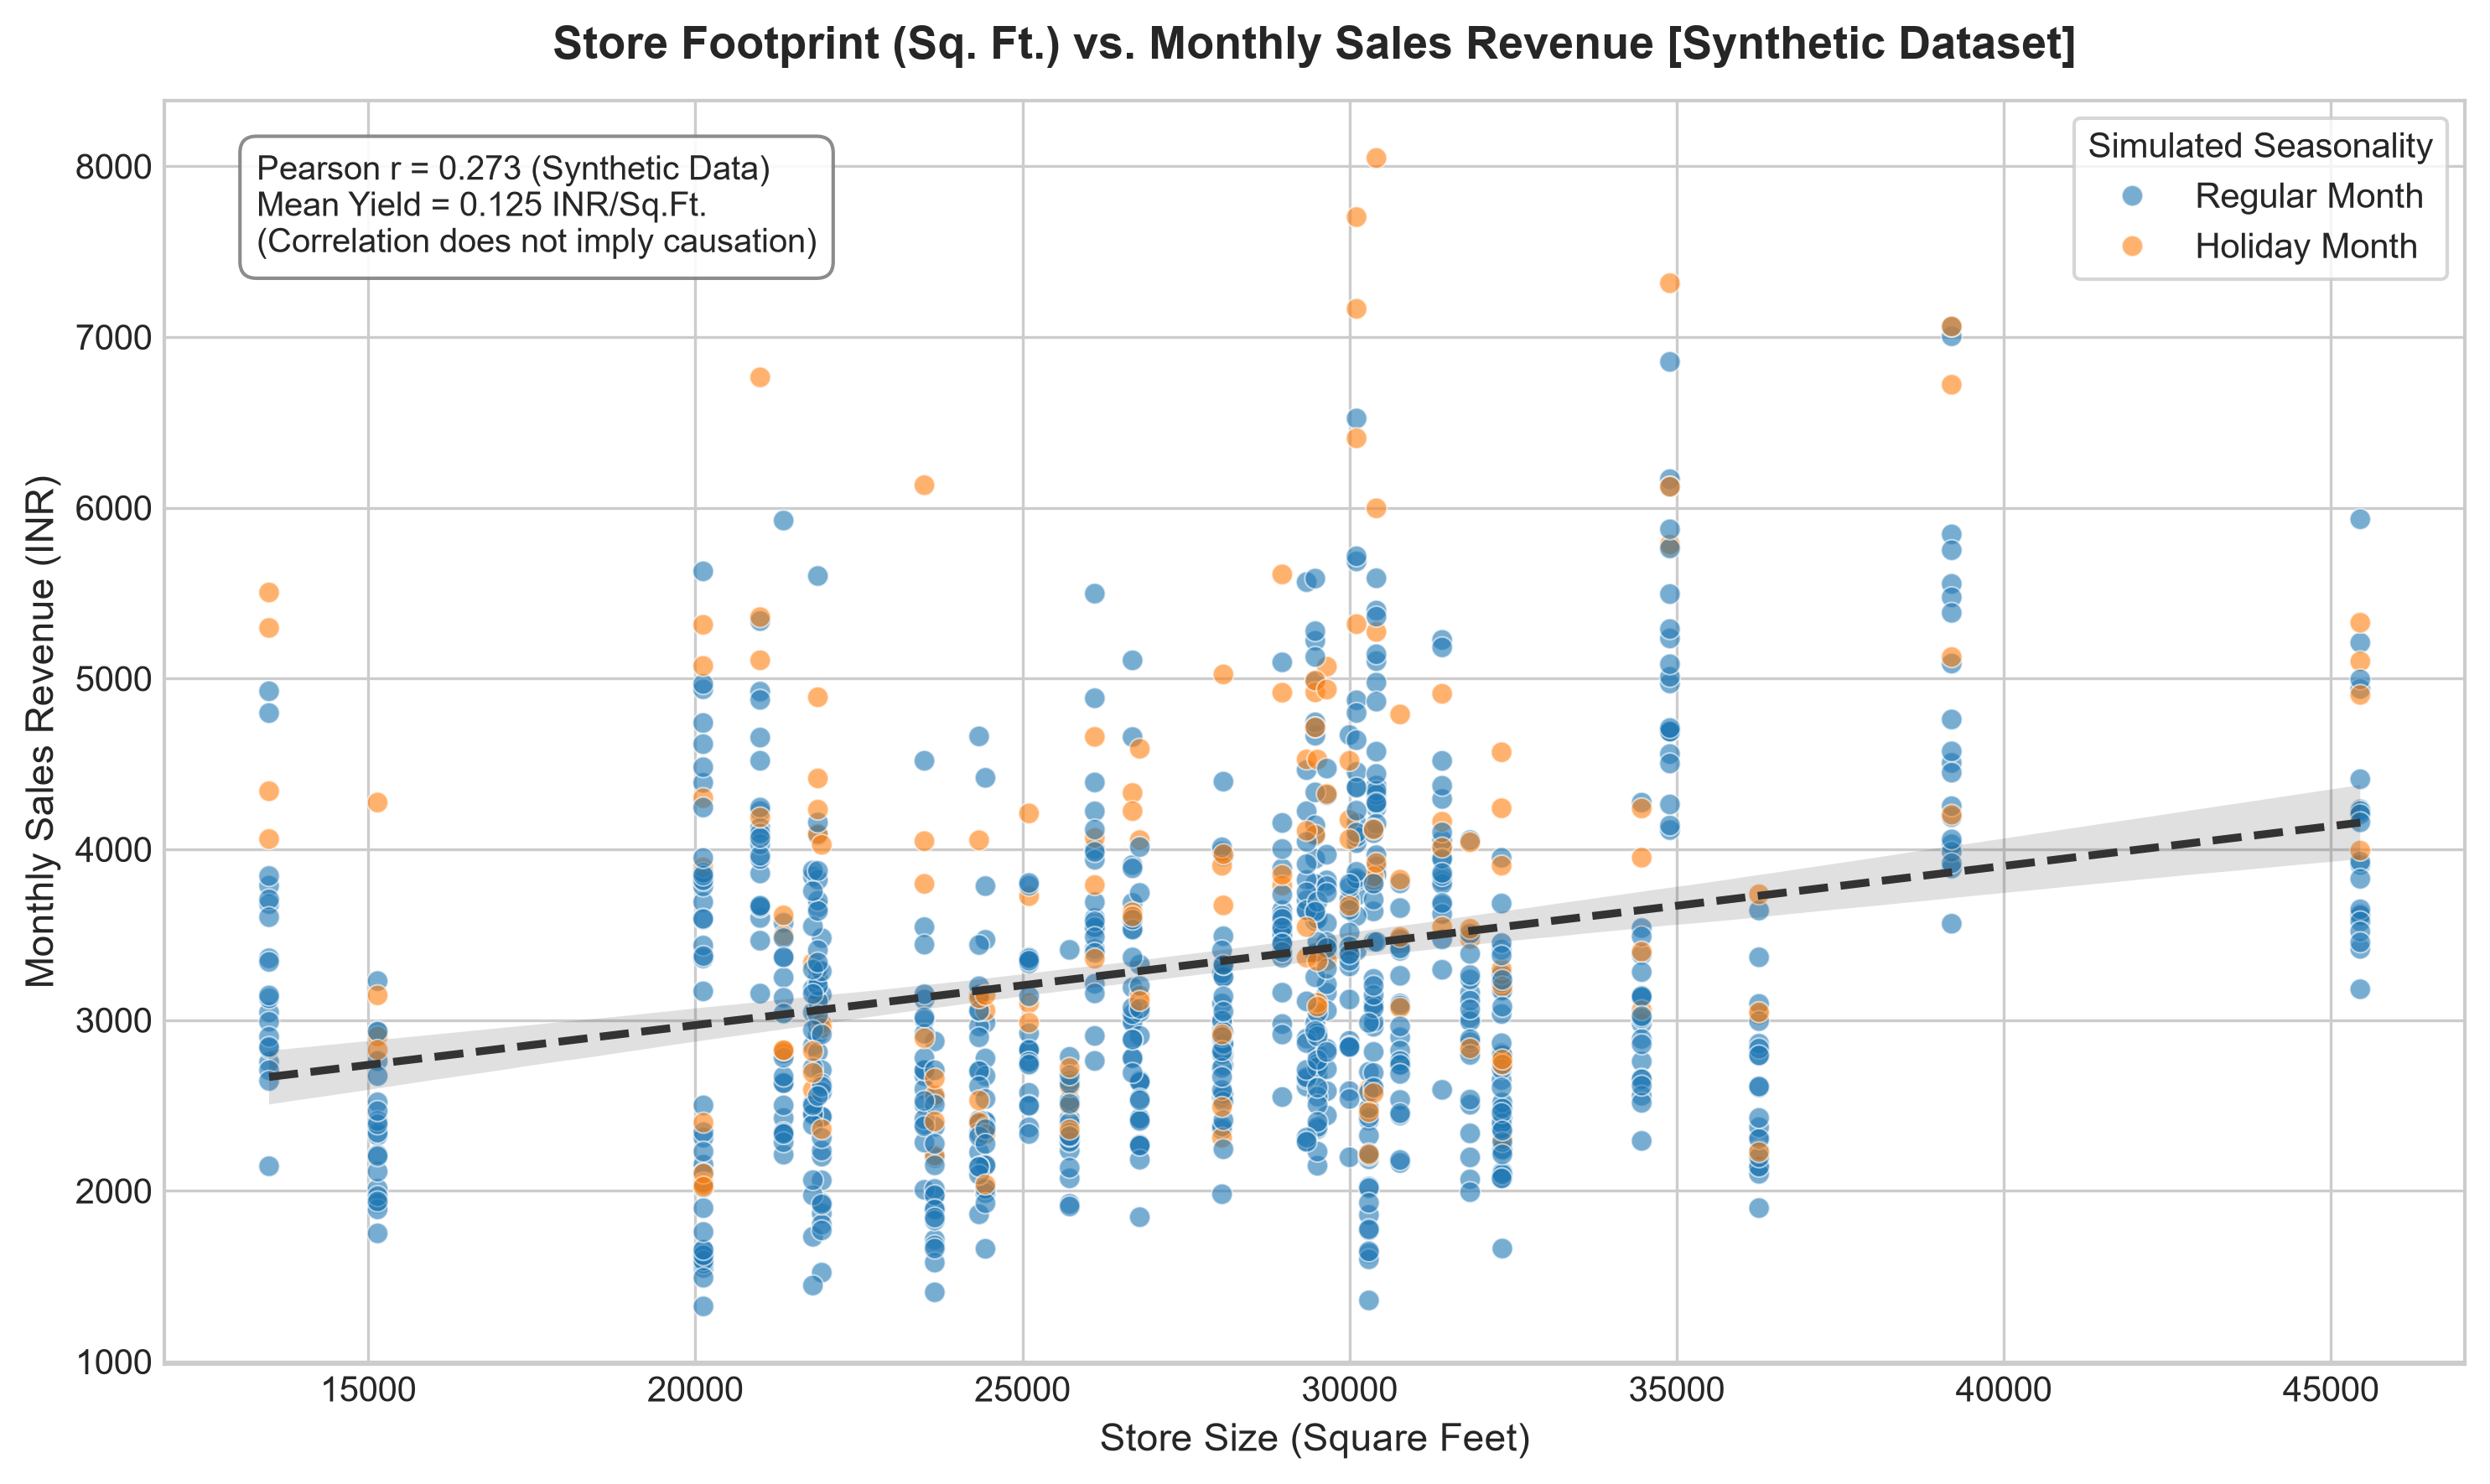 Store Footprint (Sq. Ft.) vs. Monthly Sales Revenue [Synthetic Dataset]
Pearson r = 0.273 (Synthetic Data)
Mean Yield = 0.125 INR/Sq.Ft.
(Correlation does not imply causation)
Simulated Seasonality
Regular Month
Holiday Month
Monthly Sales Revenue (INR)
8000
7000
6000
5000
4000
3000
2000
1000
15000 20000 25000 30000 35000 40000 45000
Store Size (Square Feet)